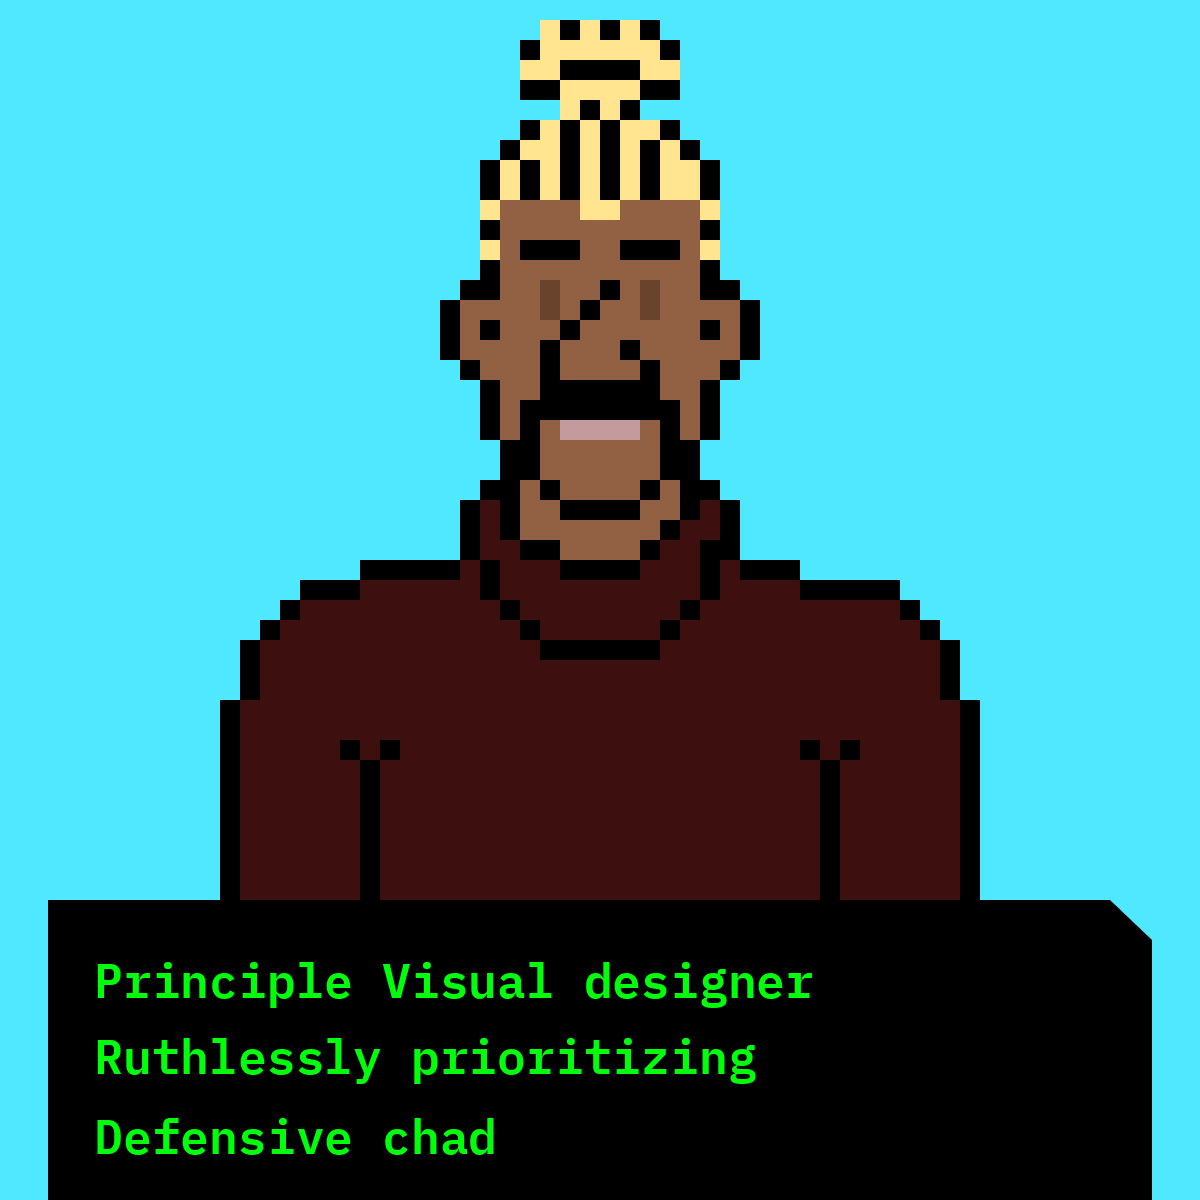 Principle Visual designer
Ruthlessly prioritizing
Defensive chad